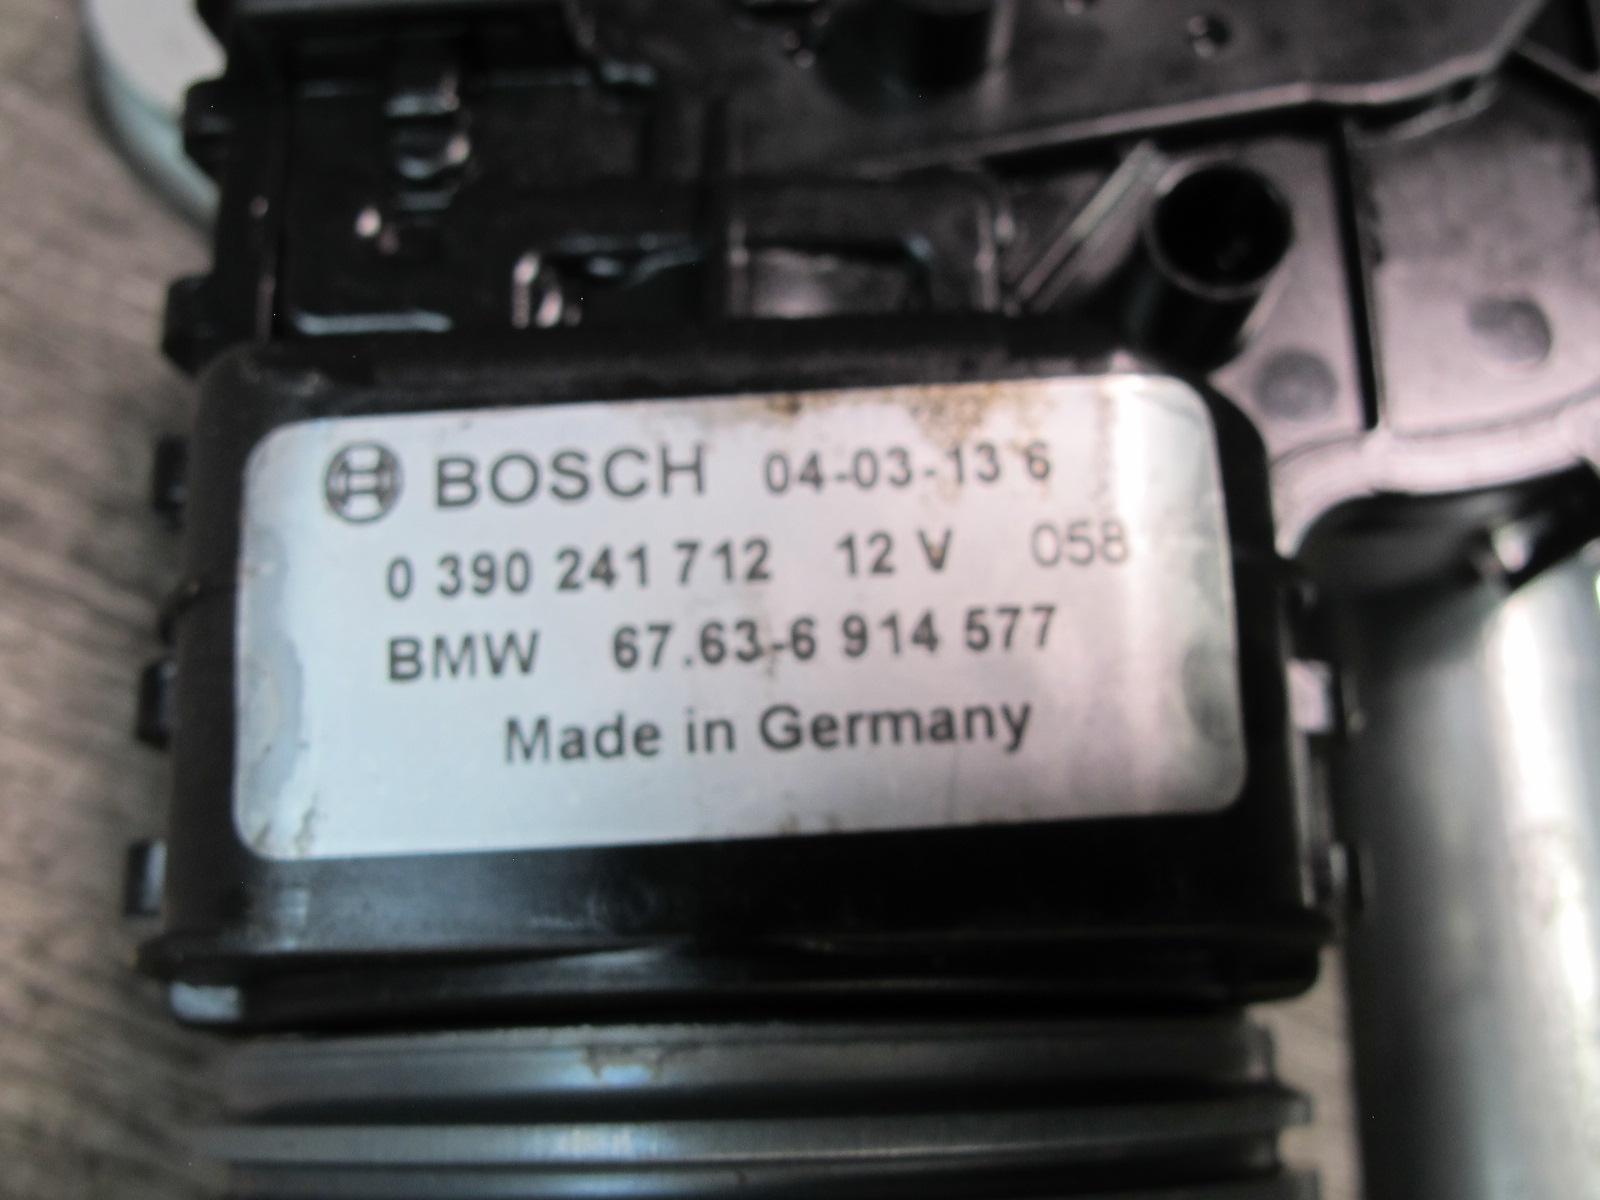 BOSCH 04-03-13 6
0 390 241 712 12 V 058
BMW 67.63-6 914 577
Made in Germany